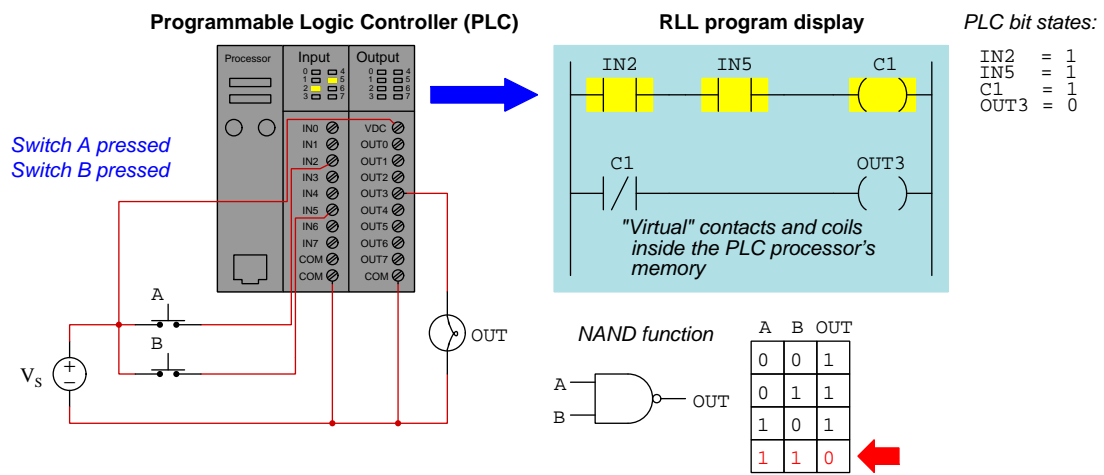 Programmable Logic Controller (PLC)
RLL program display
PLC bit states:
Processor
Input
Output
0 4
1 5
2 6
3 7
0 4
1 5
2 6
3 7
IN0
IN1
IN2
IN3
IN4
IN5
IN6
IN7
COM
COM
VDC
OUT0
OUT1
OUT2
OUT3
OUT4
OUT5
OUT6
OUT7
COM
Switch A pressed
Switch B pressed
A
B
VS
+
−
OUT
IN2 IN5 C1
C1 OUT3
"Virtual" contacts and coils
inside the PLC processor's
memory
IN2 = 1
IN5 = 1
C1 = 1
OUT3 = 0
NAND function
A
B
OUT
A B OUT
0 0 1
0 1 1
1 0 1
1 1 0